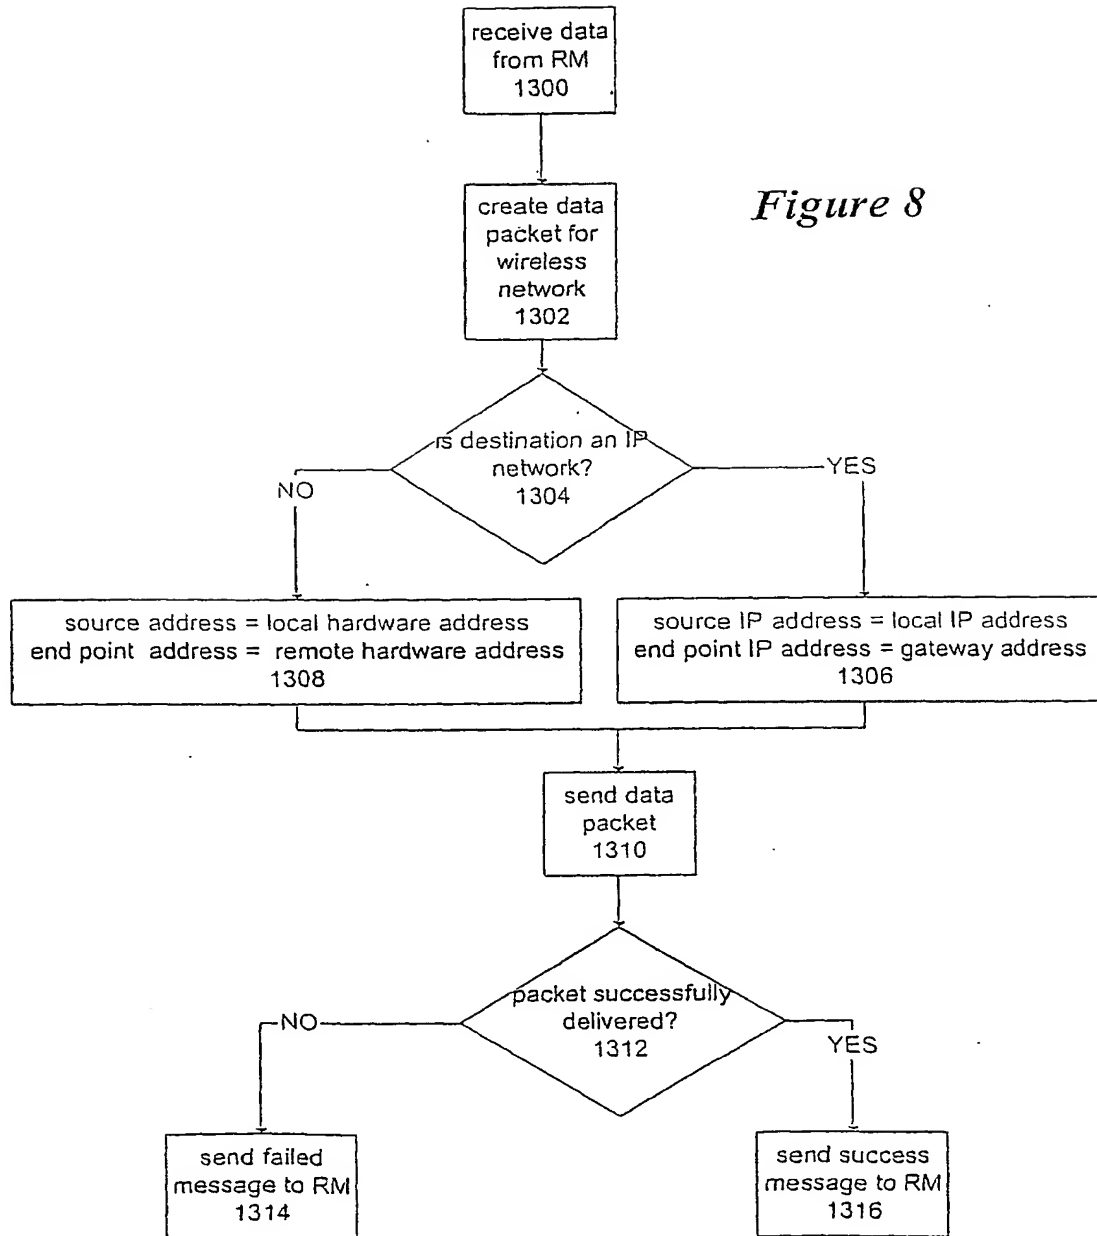 receive data
from RM
1300
Figure 8
create data
packet for
wireless
network
1302
is destination an IP
network?
1304
NO
YES
source address = local hardware address
end point address = remote hardware address
1308
source IP address = local IP address
end point IP address = gateway address
1306
send data
packet
1310
packet successfully
delivered?
1312
NO
YES
send failed
message to RM
1314
send success
message to RM
1316